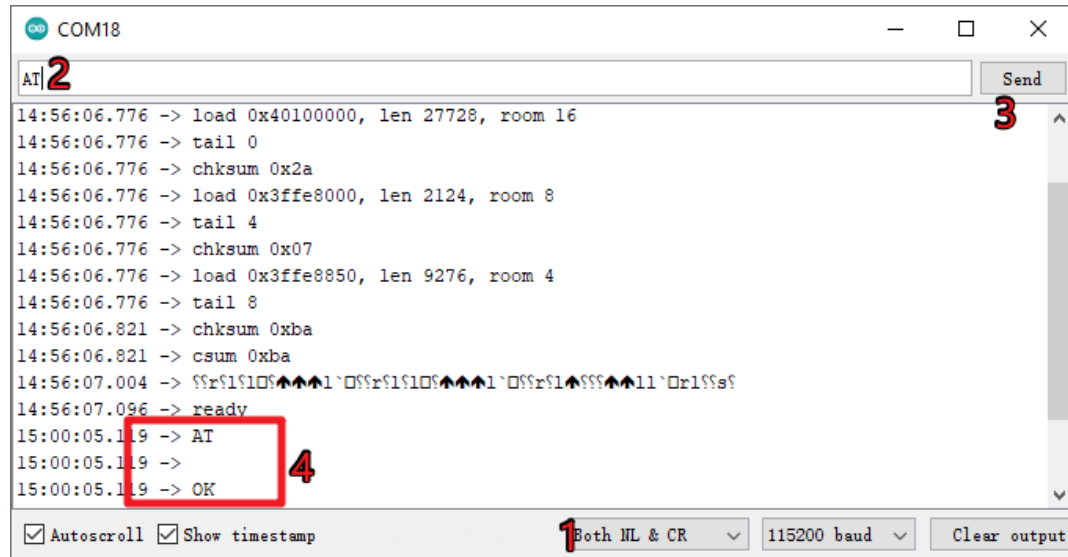 COM18
AT 2
Send
3
14:56:06.776 -> load 0x40100000, len 27728, room 16
14:56:06.776 -> tail 0
14:56:06.776 -> chksum 0x2a
14:56:06.776 -> load 0x3ffe8000, len 2124, room 8
14:56:06.776 -> tail 4
14:56:06.776 -> chksum 0x07
14:56:06.776 -> load 0x3ffe8850, len 9276, room 4
14:56:06.776 -> tail 8
14:56:06.821 -> chksum 0xba
14:56:06.821 -> csum 0xba
14:56:07.004 ->
14:56:07.096 -> ready
15:00:05.119 -> AT
15:00:05.119 ->
4
15:00:05.119 -> OK
Autoscroll Show timestamp 1 Both NL & CR 115200 baud Clear output